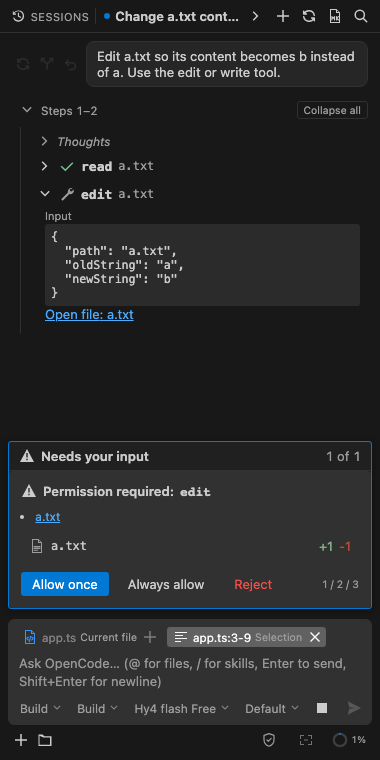 SESSIONS
Change a.txt cont...
Edit a.txt so its content becomes b instead
of a. Use the edit or write tool.
Steps 1–2
Collapse all
Thoughts
read a.txt
edit a.txt
Input
{
"path": "a.txt",
"oldString": "a",
"newString": "b"
}
Open file: a.txt
Needs your input
1 of 1
Permission required: edit
a.txt
a.txt
+1 -1
Allow once
Always allow
Reject
1 / 2 / 3
app.ts Current file
app.ts:3-9 Selection
Ask OpenCode... (@ for files, / for skills, Enter to send,
Shift+Enter for newline)
Build
Build
Hy4 flash Free
Default
1%